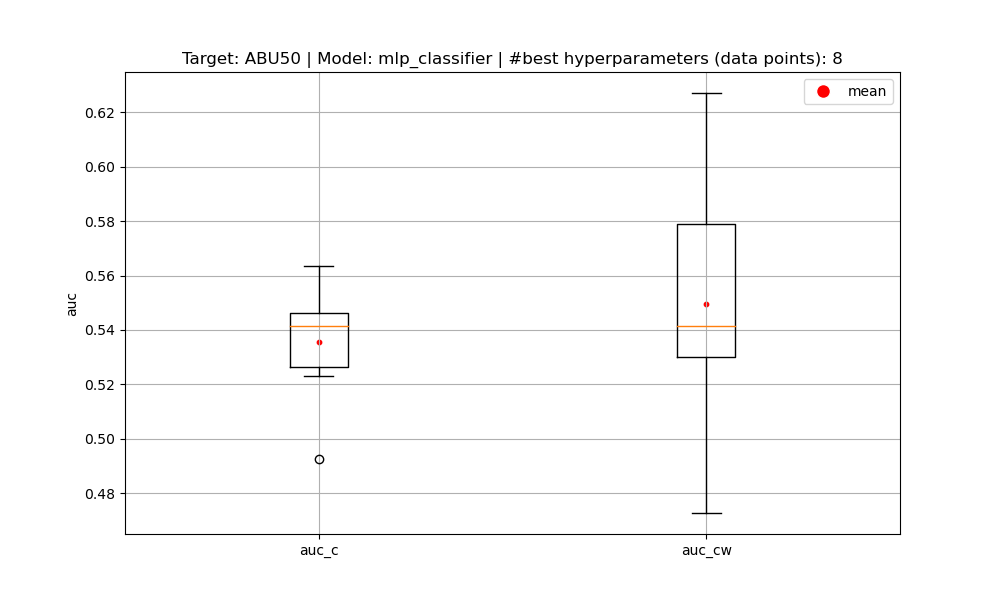 Target: ABU50 | Model: mlp_classifier | #best hyperparameters (data points): 8
mean
0.62
0.60
0.58
0.56
0.54
0.52
0.50
0.48
auc
auc_c
auc_cw